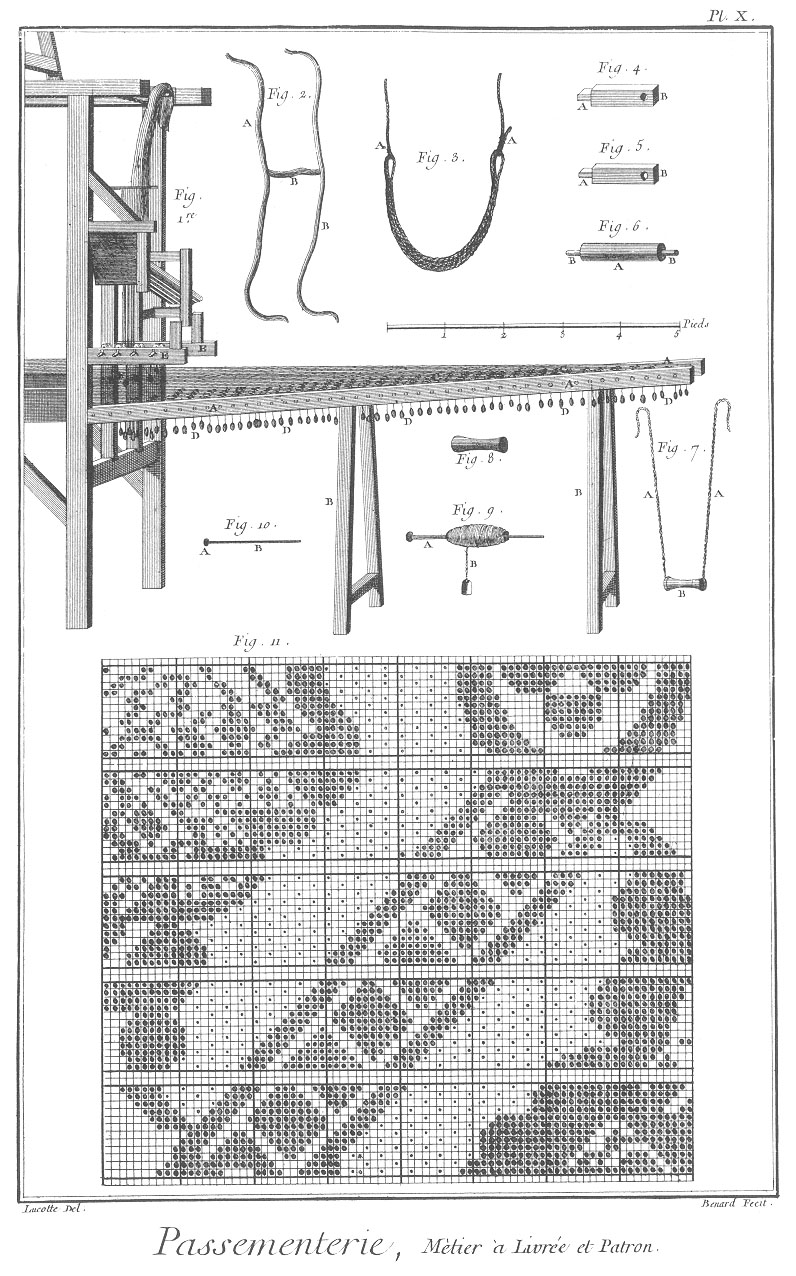 Pl. X.
Fig. 1.re
Fig. 2.
A
B
B
Fig. 3.
A
A
Fig. 4.
A
B
Fig. 5.
A
B
Fig. 6.
B
A
B
Pieds
1 2 3 4 5
E
E
A
A
A
D
D
D
D
D
B
B
Fig. 7.
A
A
B
Fig. 8.
Fig. 9.
A
B
Fig. 10.
A
B
Fig. 11.
Lucotte Del.
Benard Fecit.
Passementerie, Métier à Livrée et Patron.